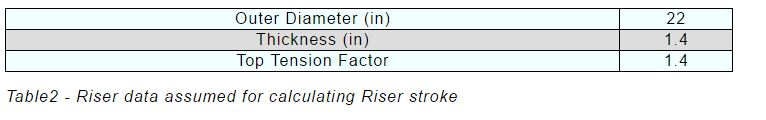 Outer Diameter (in) 22
Thickness (in) 1.4
Top Tension Factor 1.4
Table2 - Riser data assumed for calculating Riser stroke